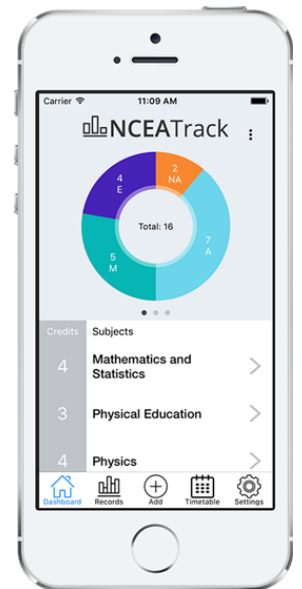 Carrier 11:09 AM
NCEATrack
4
E
2
NA
Total: 16
5
M
7
A
Credits Subjects
4 Mathematics and
Statistics
3 Physical Education
4 Physics
Dashboard Records Add Timetable Settings